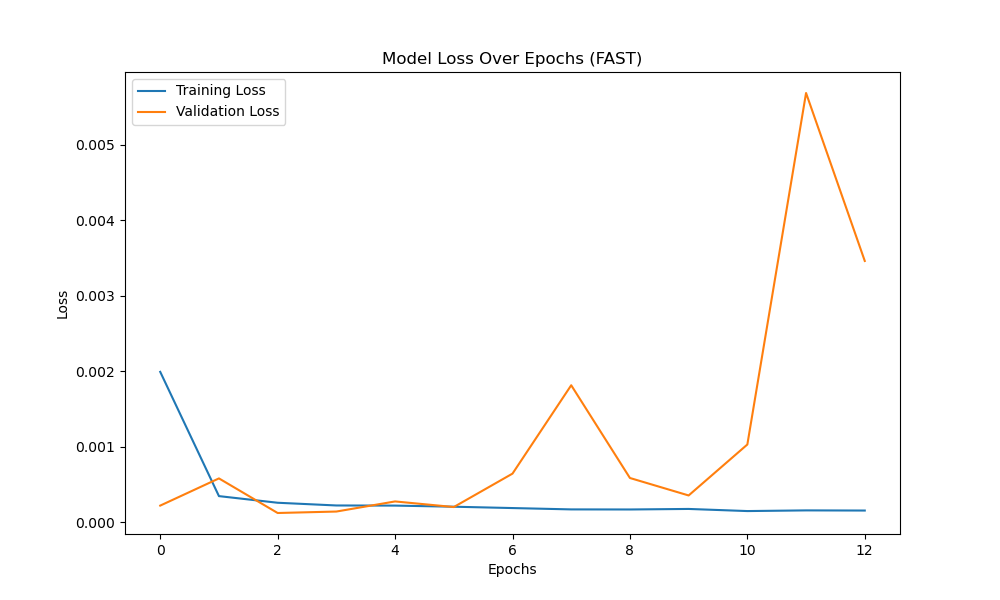 Model Loss Over Epochs (FAST)
Training Loss
Validation Loss
0.005
0.004
0.003
0.002
0.001
0.000
Loss
0 2 4 6 8 10 12
Epochs